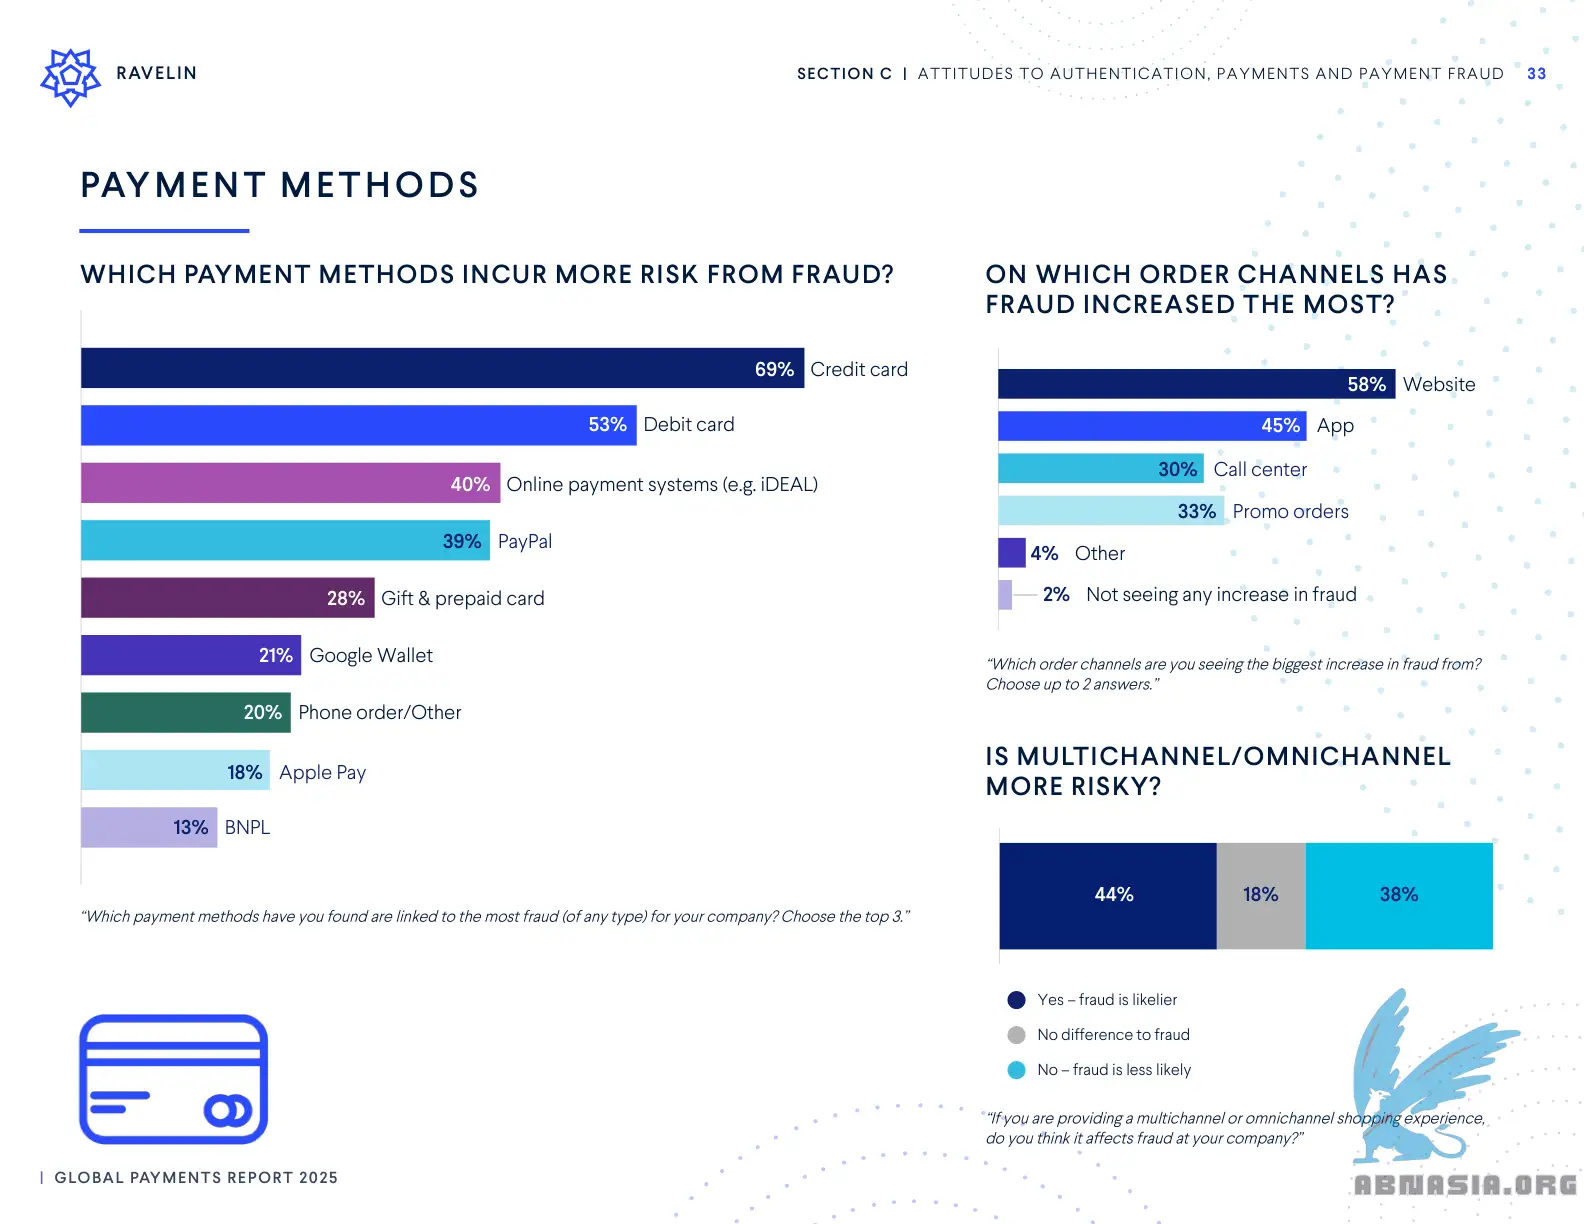 RAVELIN
SECTION C | ATTITUDES TO AUTHENTICATION, PAYMENTS AND PAYMENT FRAUD 33
PAYMENT METHODS
WHICH PAYMENT METHODS INCUR MORE RISK FROM FRAUD?
69% Credit card
53% Debit card
40% Online payment systems (e.g. iDEAL)
39% PayPal
28% Gift & prepaid card
21% Google Wallet
20% Phone order/Other
18% Apple Pay
13% BNPL
“Which payment methods have you found are linked to the most fraud (of any type) for your company? Choose the top 3.”
ON WHICH ORDER CHANNELS HAS
FRAUD INCREASED THE MOST?
58% Website
45% App
30% Call center
33% Promo orders
4% Other
2% Not seeing any increase in fraud
“Which order channels are you seeing the biggest increase in fraud from?
Choose up to 2 answers.”
IS MULTICHANNEL/OMNICHANNEL
MORE RISKY?
44% 18% 38%
Yes – fraud is likelier
No difference to fraud
No – fraud is less likely
“If you are providing a multichannel or omnichannel shopping experience,
do you think it affects fraud at your company?”
| GLOBAL PAYMENTS REPORT 2025
ABNASIA.ORG